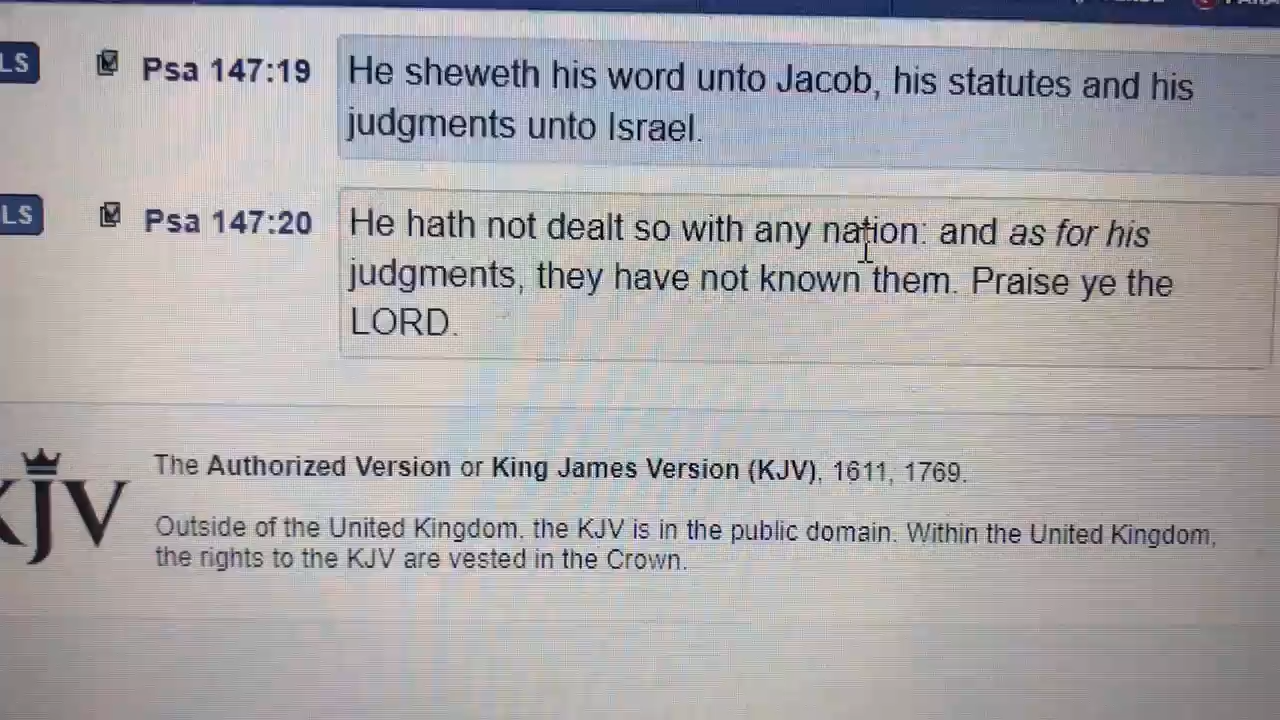 LS Psa 147:19 He sheweth his word unto Jacob, his statutes and his
judgments unto Israel.
LS Psa 147:20 He hath not dealt so with any nation: and as for his
judgments, they have not known them. Praise ye the
LORD.
KJV
The Authorized Version or King James Version (KJV), 1611, 1769.
Outside of the United Kingdom, the KJV is in the public domain. Within the United Kingdom,
the rights to the KJV are vested in the Crown.